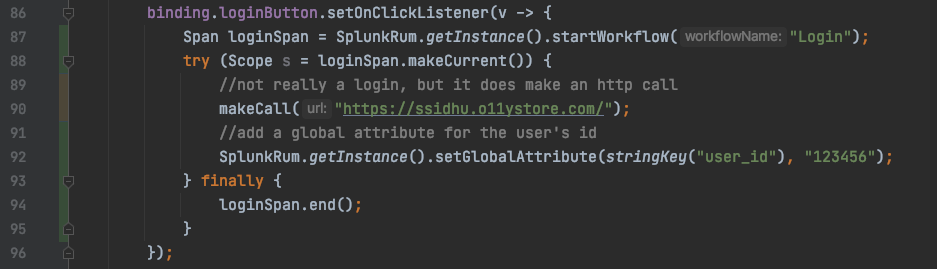 86 binding.loginButton.setOnClickListener(v -> {
87 Span loginSpan = SplunkRum.getInstance().startWorkflow( workflowName: "Login");
88 try (Scope s = loginSpan.makeCurrent()) {
89 //not really a login, but it does make an http call
90 makeCall( url: "https://ssidhu.o11ystore.com/");
91 //add a global attribute for the user's id
92 SplunkRum.getInstance().setGlobalAttribute(stringKey("user_id"), "123456");
93 } finally {
94 loginSpan.end();
95 }
96 });